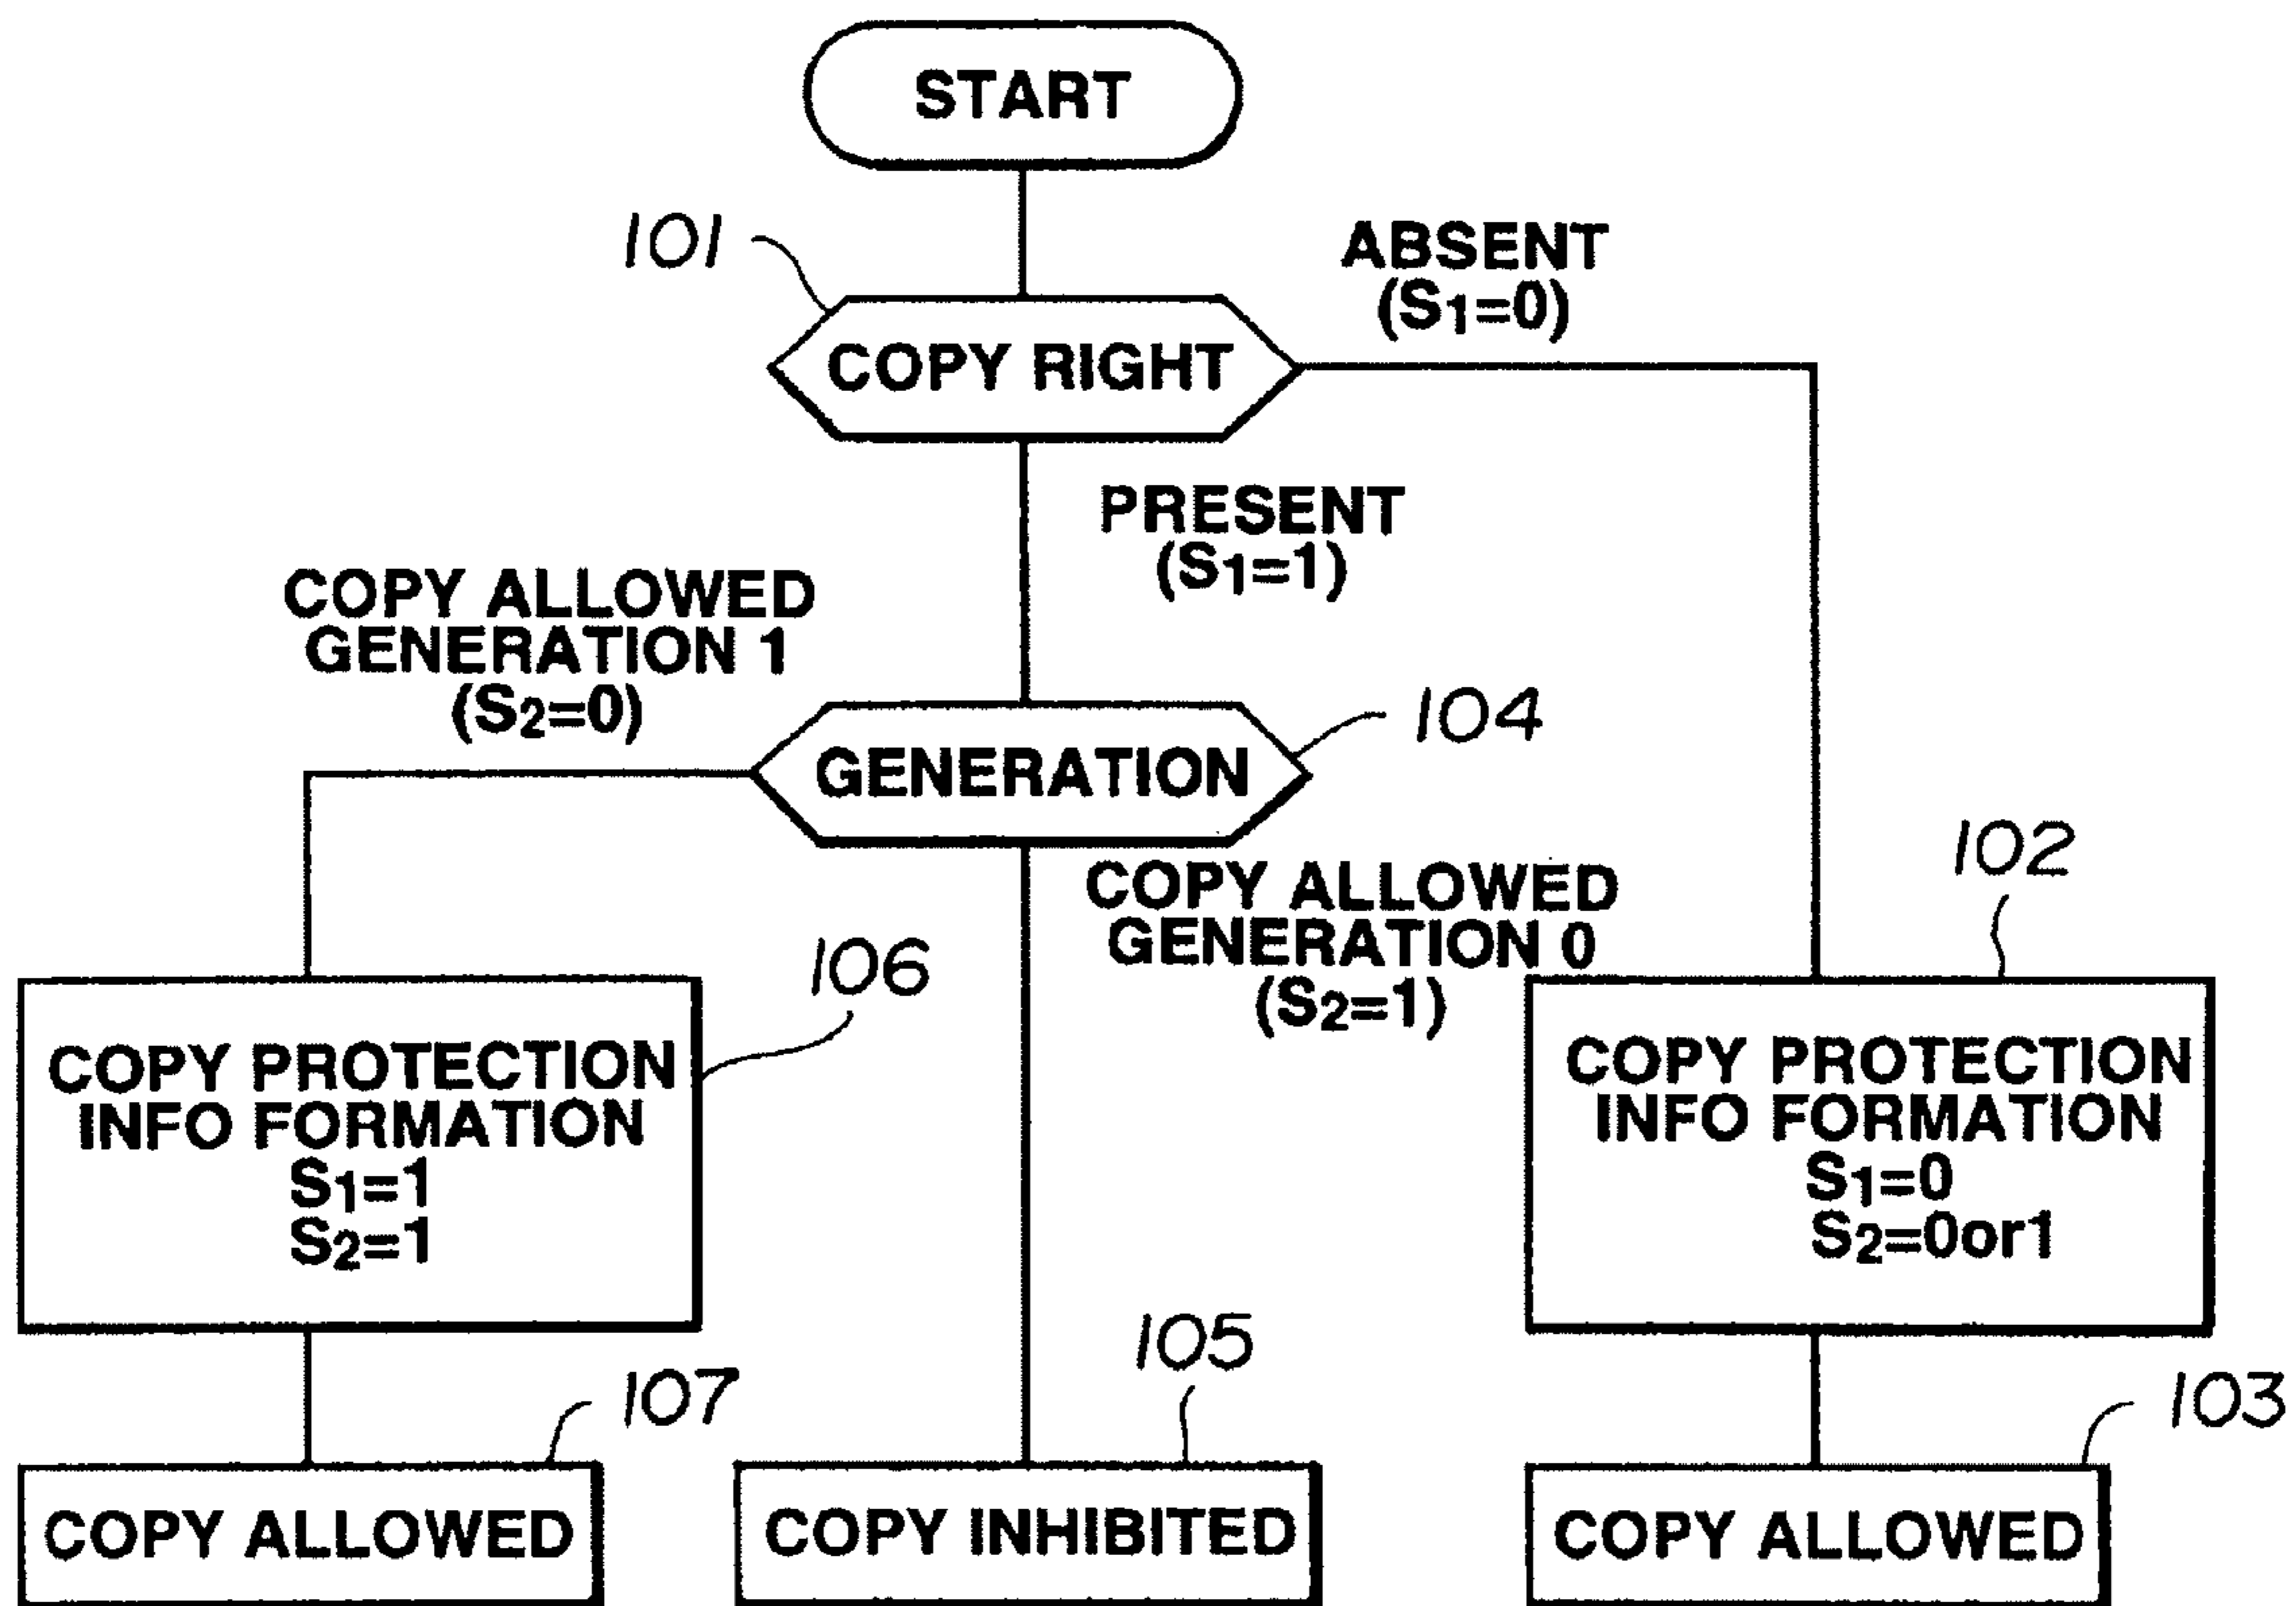 START
101
ABSENT
(S1=0)
COPY RIGHT
PRESENT
(S1=1)
COPY ALLOWED
GENERATION 1
(S2=0)
104
GENERATION
COPY ALLOWED
GENERATION 0
(S2=1)
102
106
COPY PROTECTION
INFO FORMATION
S1=1
S2=1
COPY PROTECTION
INFO FORMATION
S1=0
S2=0or1
107
COPY ALLOWED
105
COPY INHIBITED
103
COPY ALLOWED